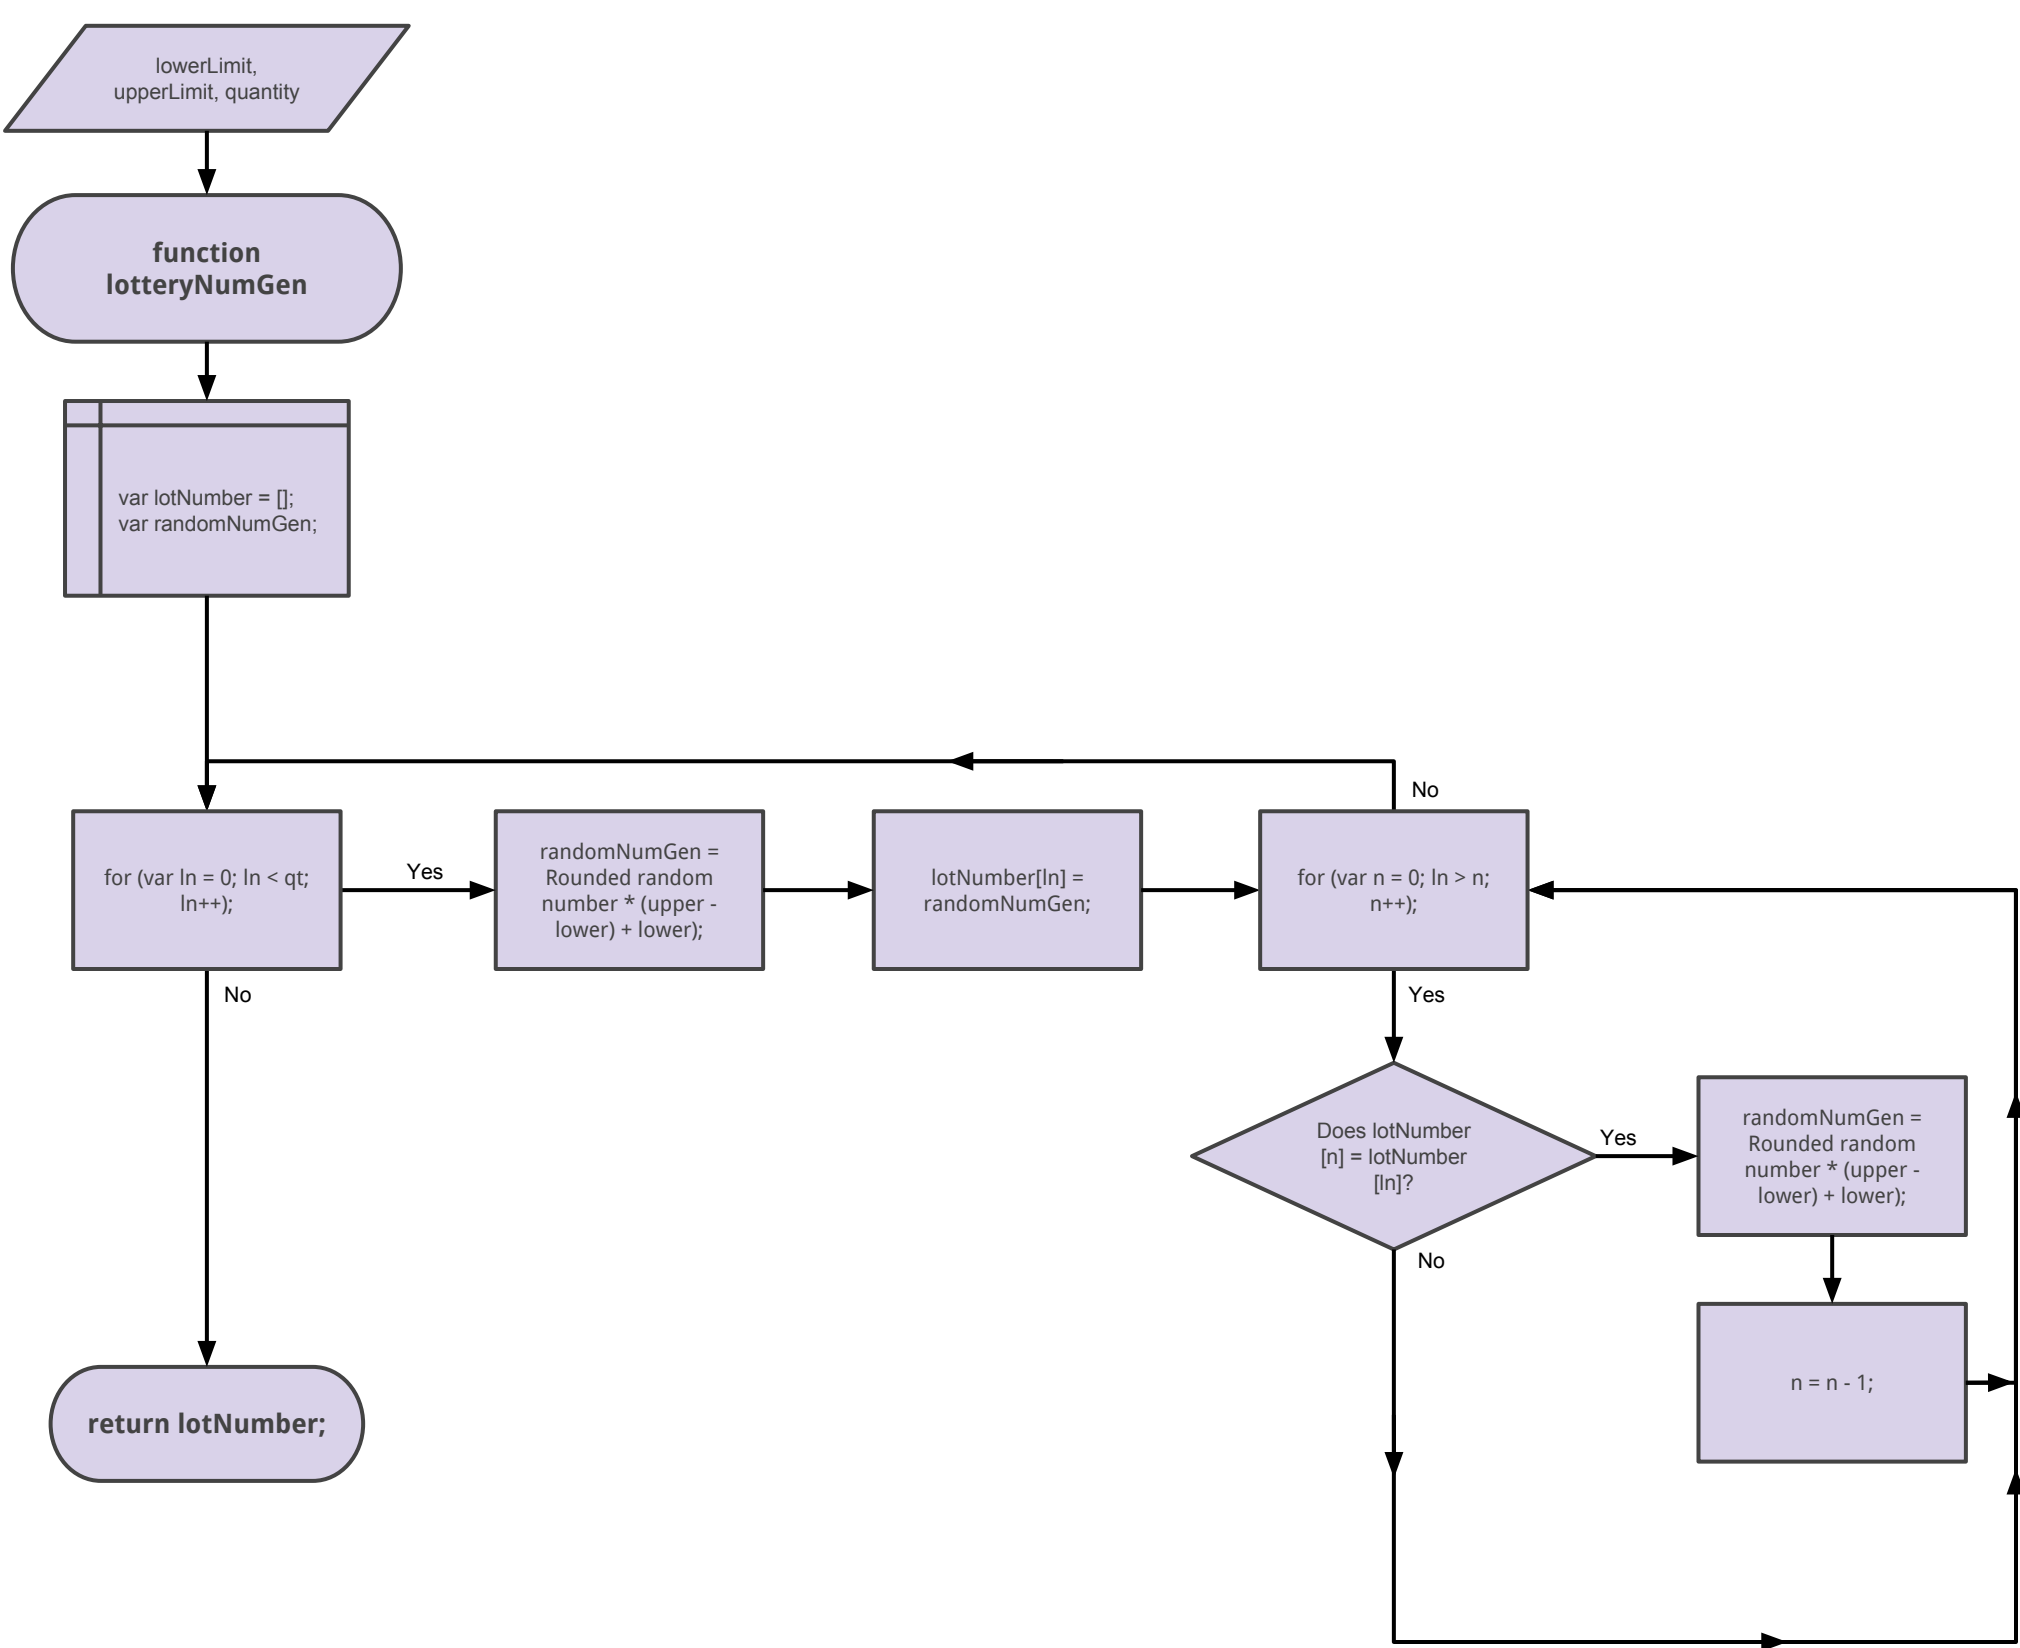 lowerLimit,
upperLimit, quantity
function
lotteryNumGen
var lotNumber = [];
var randomNumGen;
No
for (var ln = 0; ln < qt;
ln++);
Yes
randomNumGen =
Rounded random
number * (upper -
lower) + lower);
lotNumber[ln] =
randomNumGen;
for (var n = 0; ln > n;
n++);
No
Yes
Does lotNumber
[n] = lotNumber
[ln]?
Yes
randomNumGen =
Rounded random
number * (upper -
lower) + lower);
No
n = n - 1;
return lotNumber;